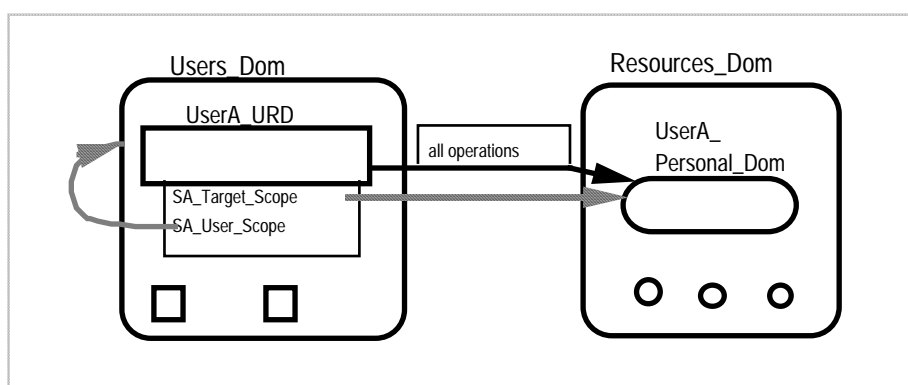 Users_Dom
Resources_Dom
UserA_URD
UserA_
Personal_Dom
all operations
SA_Target_Scope
SA_User_Scope